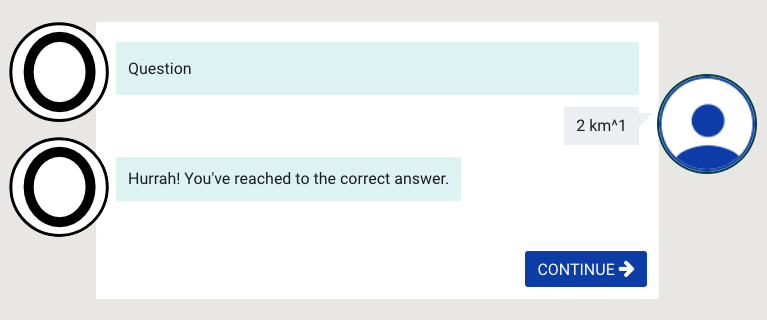 Question
2 km^1
Hurrah! You've reached to the correct answer.
CONTINUE